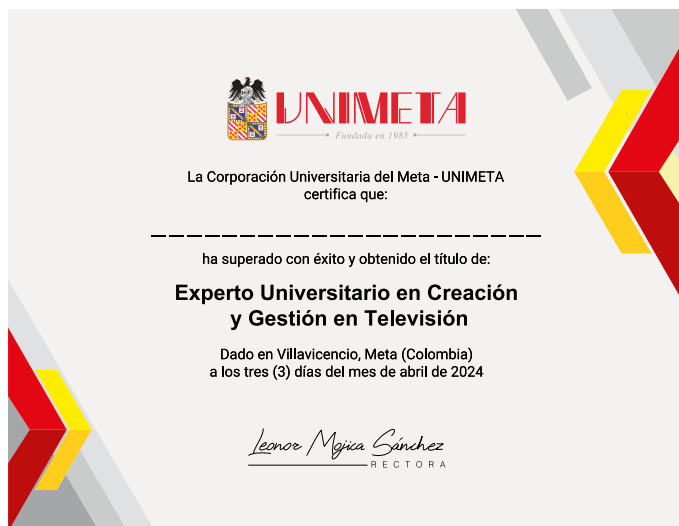 UNIMETA
Fundada en 1985
La Corporación Universitaria del Meta - UNIMETA
certifica que:
ha superado con éxito y obtenido el título de:
Experto Universitario en Creación
y Gestión en Televisión
Dado en Villavicencio, Meta (Colombia)
a los tres (3) días del mes de abril de 2024
Leonor Mojica Sánchez
RECTORA